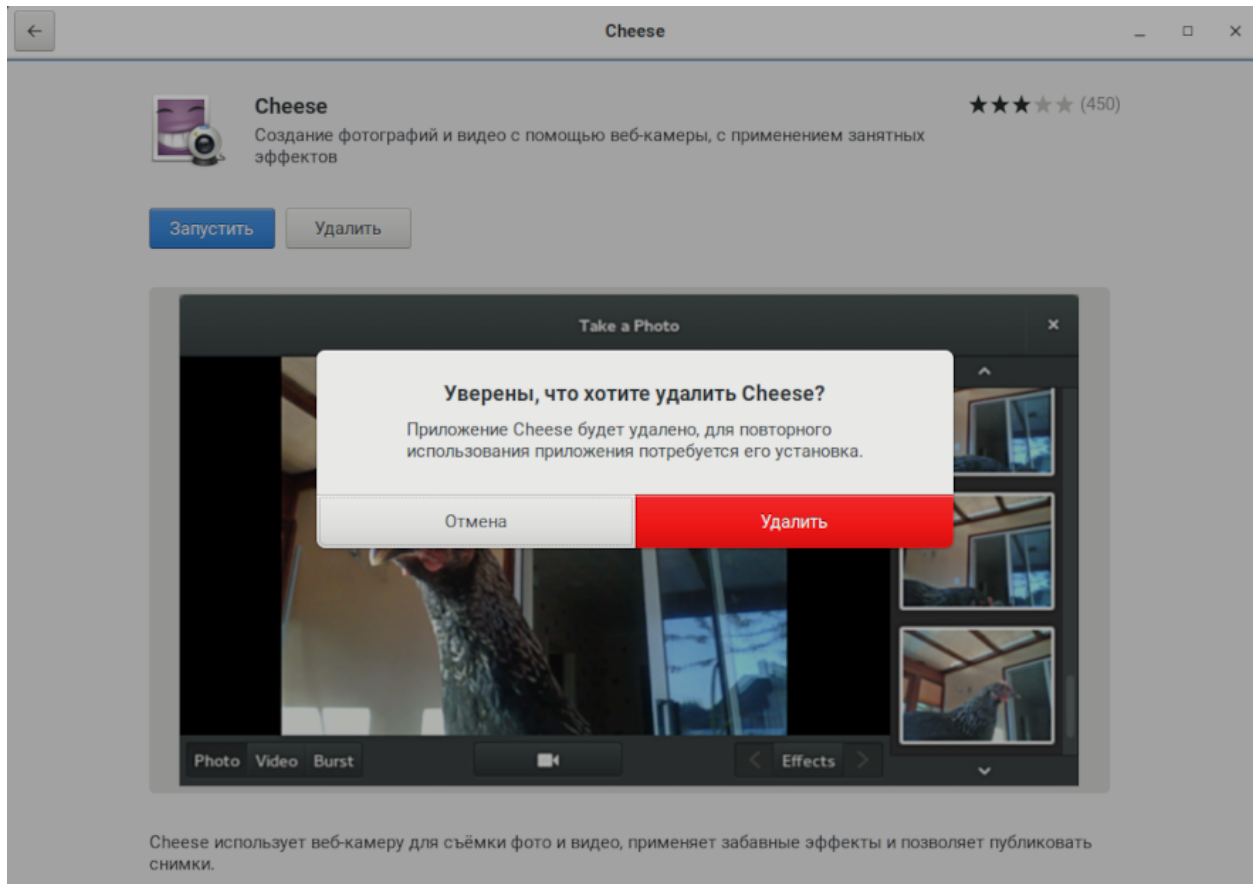 Cheese
Cheese
(450)
Создание фотографий и видео с помощью веб-камеры, с применением занятных
эффектов
Запустить
Удалить
Take a Photo
Уверены, что хотите удалить Cheese?
Приложение Cheese будет удалено, для повторного
использования приложения потребуется его установка.
Отмена
Удалить
Photo Video Burst
Effects
Cheese использует веб-камеру для съёмки фото и видео, применяет забавные эффекты и позволяет публиковать
снимки.